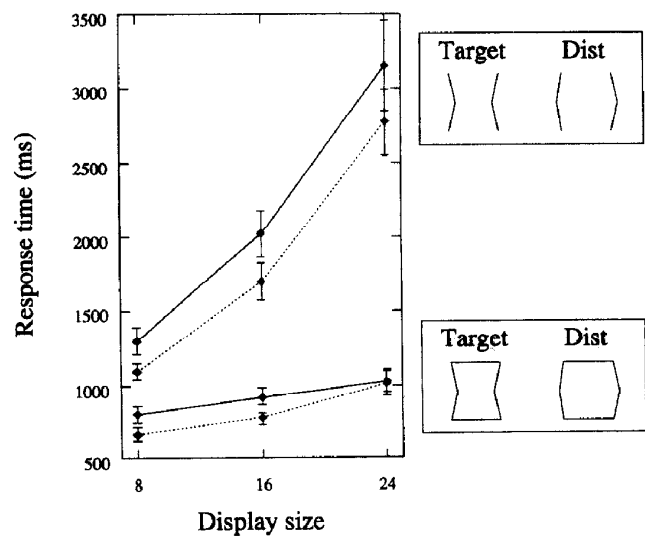 3500
3000
2500
2000
1500
1000
500
Response time (ms)
8 16 24
Display size
Target Dist
Target Dist